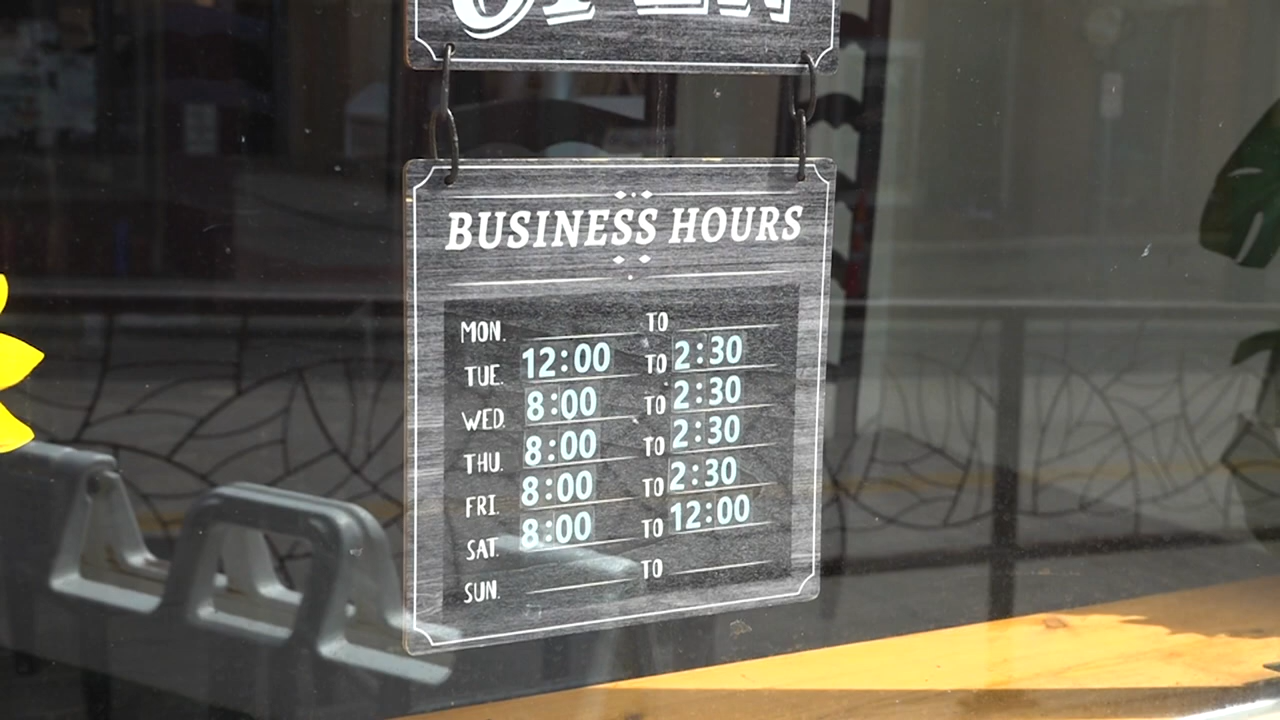 OPEN
BUSINESS HOURS
MON. TO
TUE. 12:00 TO 2:30
WED. 8:00 TO 2:30
THU. 8:00 TO 2:30
FRI. 8:00 TO 2:30
SAT. 8:00 TO 12:00
SUN. TO